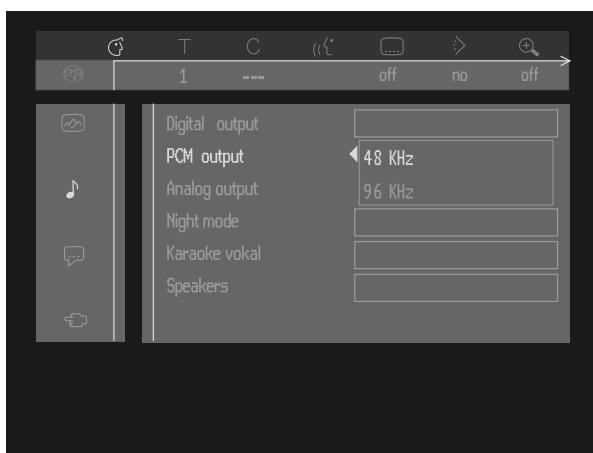 T C
1 --- off no off
Digital output
PCM output 48 KHz
Analog output 96 KHz
Night mode
Karaoke vokal
Speakers